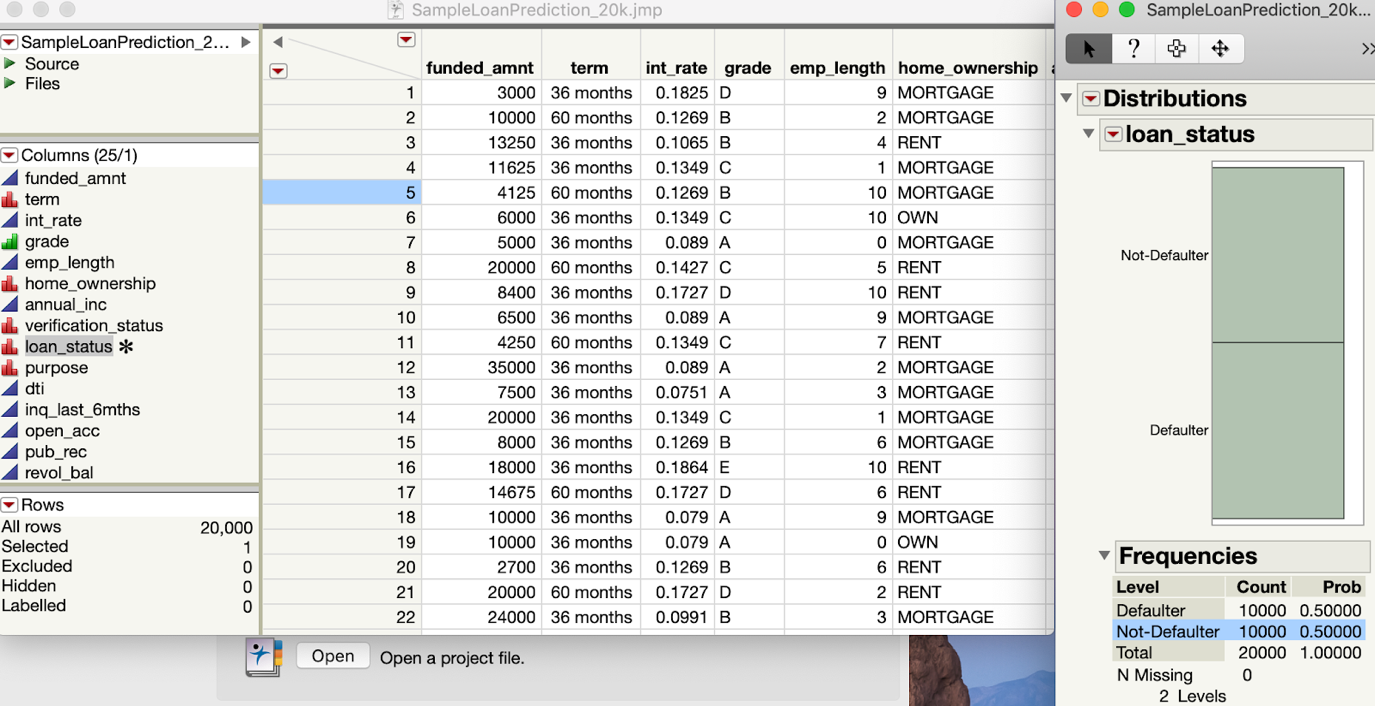 SampleLoanPrediction_20k.jmp
SampleLoanPrediction_2...
Source
Files
Columns (25/1)
funded_amnt
term
int_rate
grade
emp_length
home_ownership
annual_inc
verification_status
loan_status *
purpose
dti
inq_last_6mths
open_acc
pub_rec
revol_bal
Rows
All rows 20,000
Selected 1
Excluded 0
Hidden 0
Labelled 0
funded_amnt term int_rate grade emp_length home_ownership
1 3000 36 months 0.1825 D 9 MORTGAGE
2 10000 60 months 0.1269 B 2 MORTGAGE
3 13250 36 months 0.1065 B 4 RENT
4 11625 36 months 0.1349 C 1 MORTGAGE
5 4125 60 months 0.1269 B 10 MORTGAGE
6 6000 36 months 0.1349 C 10 OWN
7 5000 36 months 0.089 A 0 MORTGAGE
8 20000 60 months 0.1427 C 5 RENT
9 8400 36 months 0.1727 D 10 RENT
10 6500 36 months 0.089 A 9 MORTGAGE
11 4250 60 months 0.1349 C 7 RENT
12 35000 36 months 0.089 A 2 MORTGAGE
13 7500 36 months 0.0751 A 3 MORTGAGE
14 20000 36 months 0.1349 C 1 MORTGAGE
15 8000 36 months 0.1269 B 6 MORTGAGE
16 18000 36 months 0.1864 E 10 RENT
17 14675 60 months 0.1727 D 6 RENT
18 10000 36 months 0.079 A 9 MORTGAGE
19 10000 36 months 0.079 A 0 OWN
20 2700 36 months 0.1269 B 6 RENT
21 20000 60 months 0.1727 D 2 RENT
22 24000 36 months 0.0991 B 3 MORTGAGE
Open Open a project file.
SampleLoanPrediction_20k...
?
Distributions
loan_status
Not-Defaulter
Defaulter
Frequencies
Level Count Prob
Defaulter 10000 0.50000
Not-Defaulter 10000 0.50000
Total 20000 1.00000
N Missing 0
2 Levels